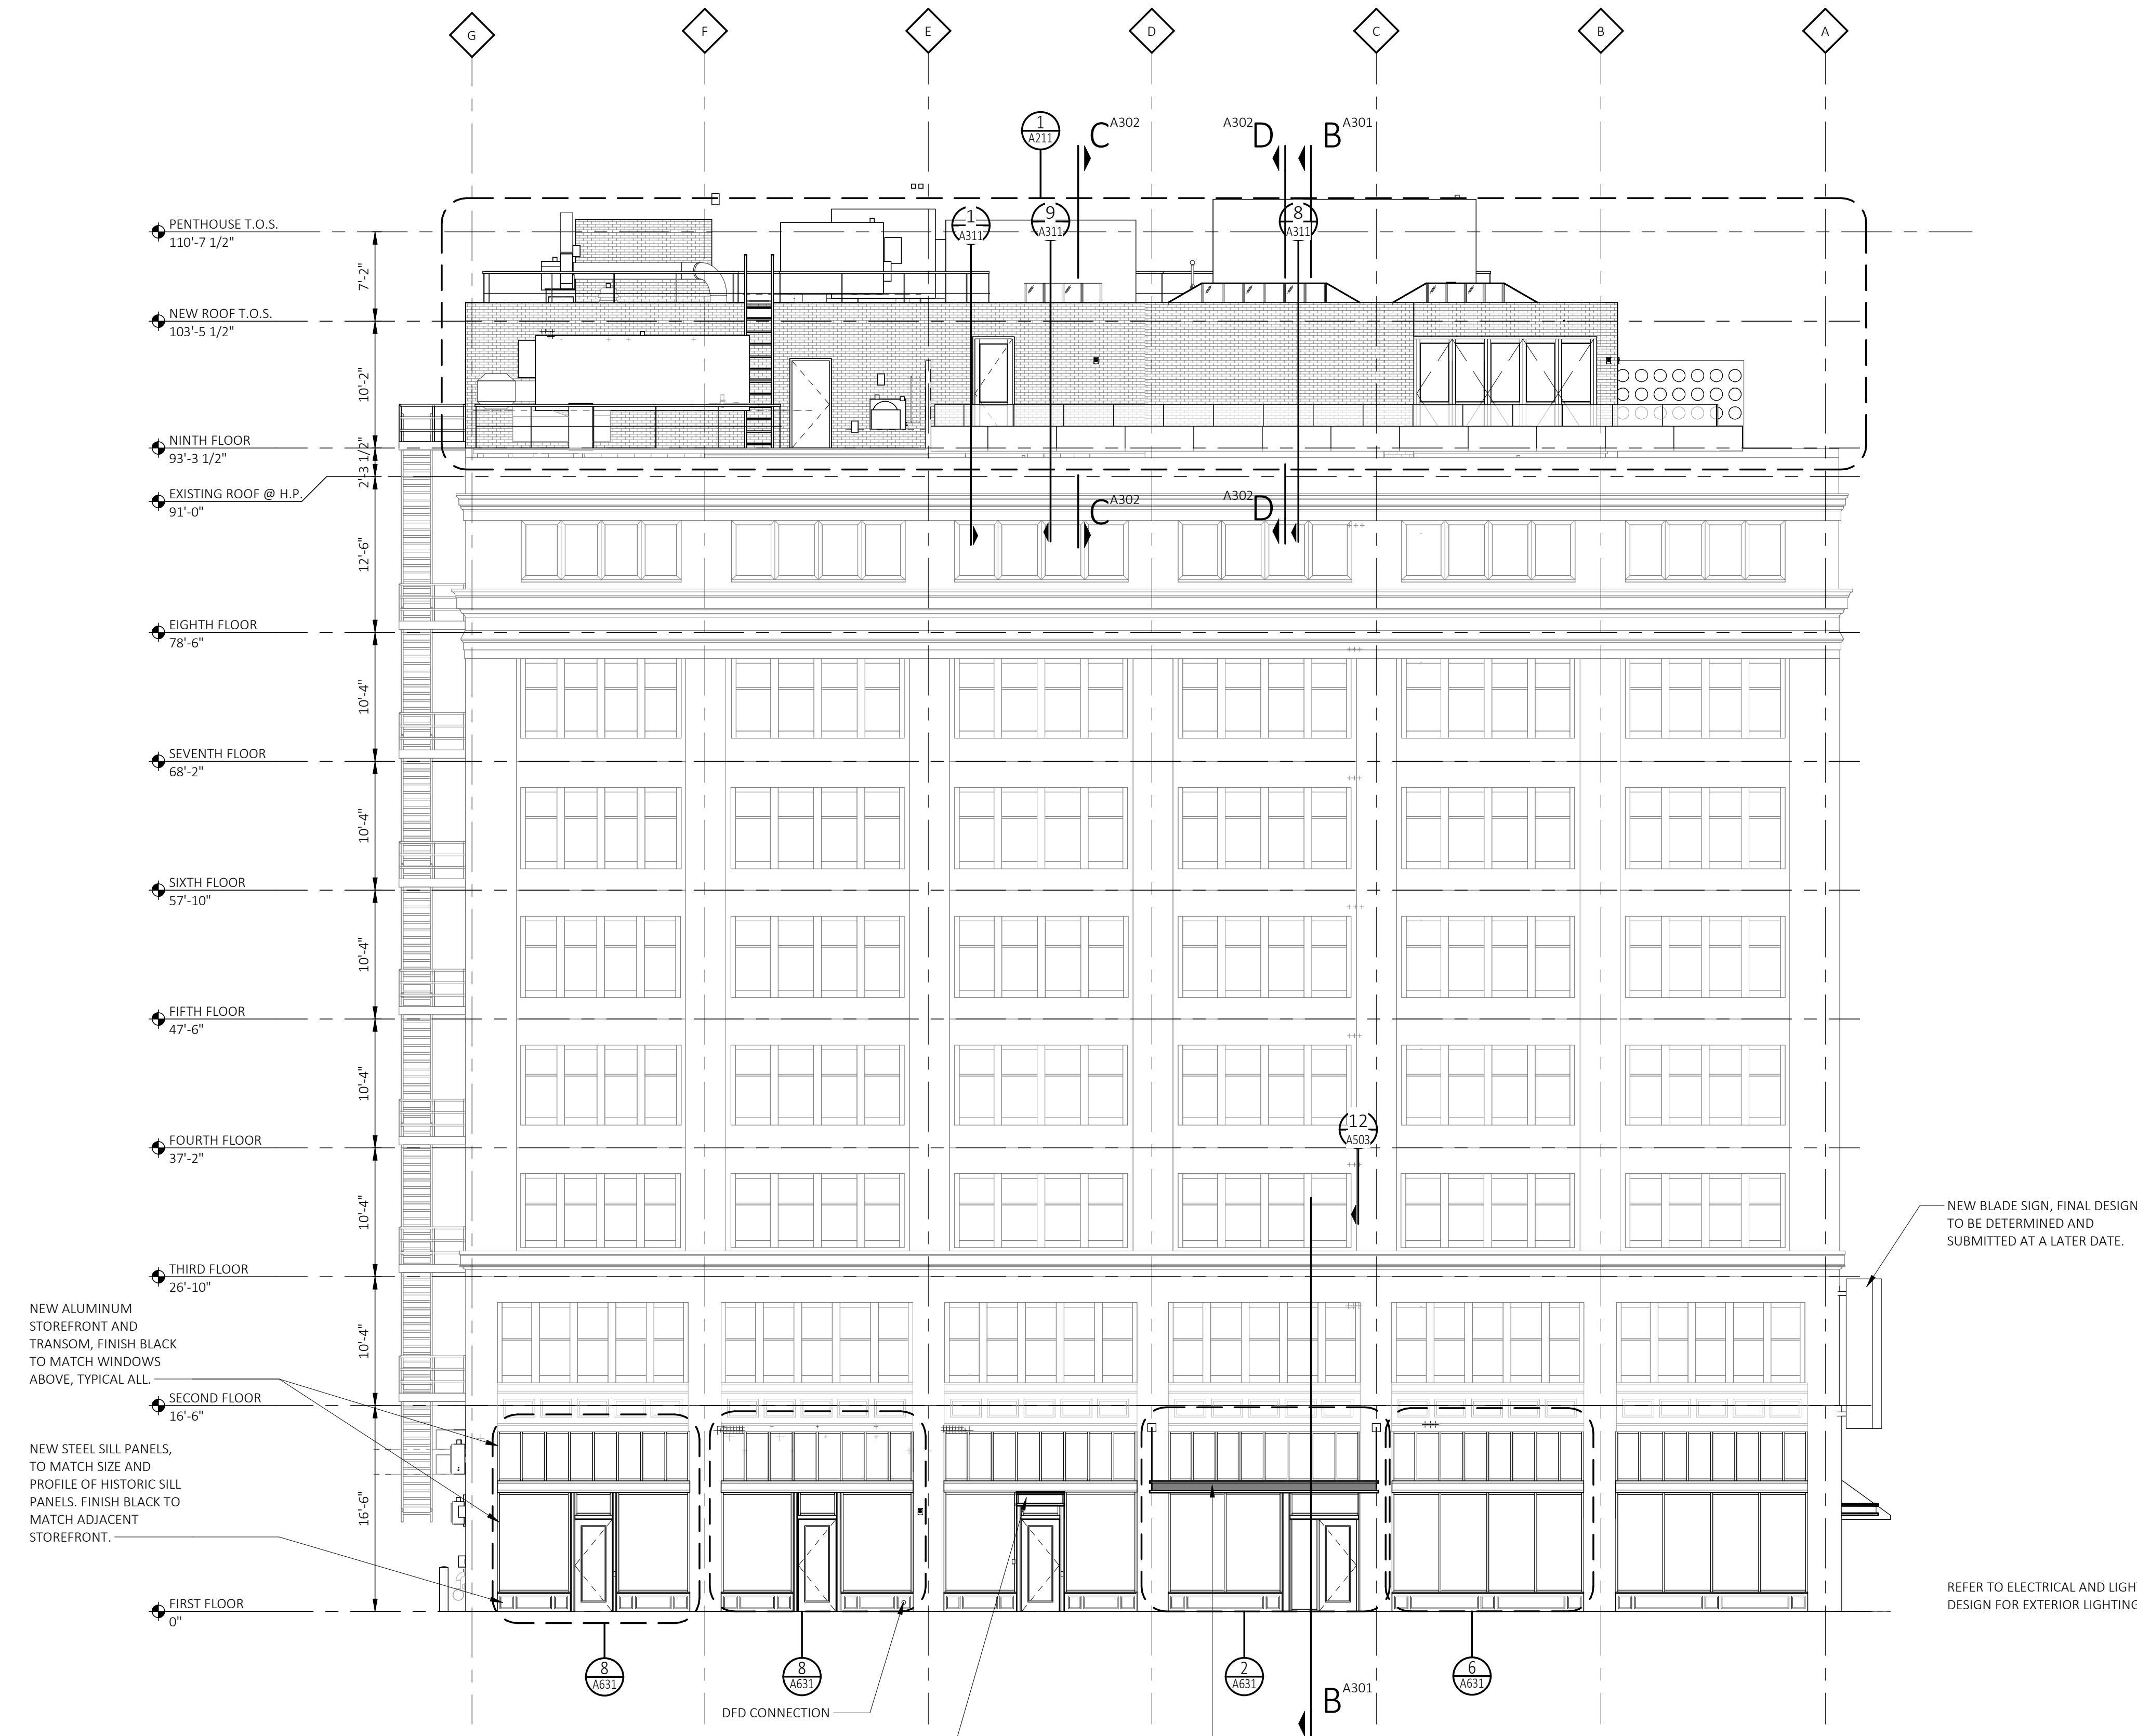 G
F
E
D
C
B
A
1
A211
C A302
A302 D
B A301
1
A311
9
A311
8
A311
PENTHOUSE T.O.S.
110'-7 1/2"
7'-2"
NEW ROOF T.O.S.
103'-5 1/2"
10'-2"
NINTH FLOOR
93'-3 1/2"
2'-3 1/2"
EXISTING ROOF @ H.P.
91'-0"
C A302
A302 D
12'-6"
EIGHTH FLOOR
78'-6"
10'-4"
SEVENTH FLOOR
68'-2"
10'-4"
SIXTH FLOOR
57'-10"
10'-4"
FIFTH FLOOR
47'-6"
10'-4"
FOURTH FLOOR
37'-2"
12
A503
10'-4"
THIRD FLOOR
26'-10"
10'-4"
SECOND FLOOR
16'-6"
16'-6"
FIRST FLOOR
0"
NEW BLADE SIGN, FINAL DESIGN
TO BE DETERMINED AND
SUBMITTED AT A LATER DATE.
NEW ALUMINUM
STOREFRONT AND
TRANSOM, FINISH BLACK
TO MATCH WINDOWS
ABOVE, TYPICAL ALL.
NEW STEEL SILL PANELS,
TO MATCH SIZE AND
PROFILE OF HISTORIC SILL
PANELS. FINISH BLACK TO
MATCH ADJACENT
STOREFRONT.
REFER TO ELECTRICAL AND LIGH
DESIGN FOR EXTERIOR LIGHTING
8
A631
8
A631
2
A631
6
A631
DFD CONNECTION
B A301